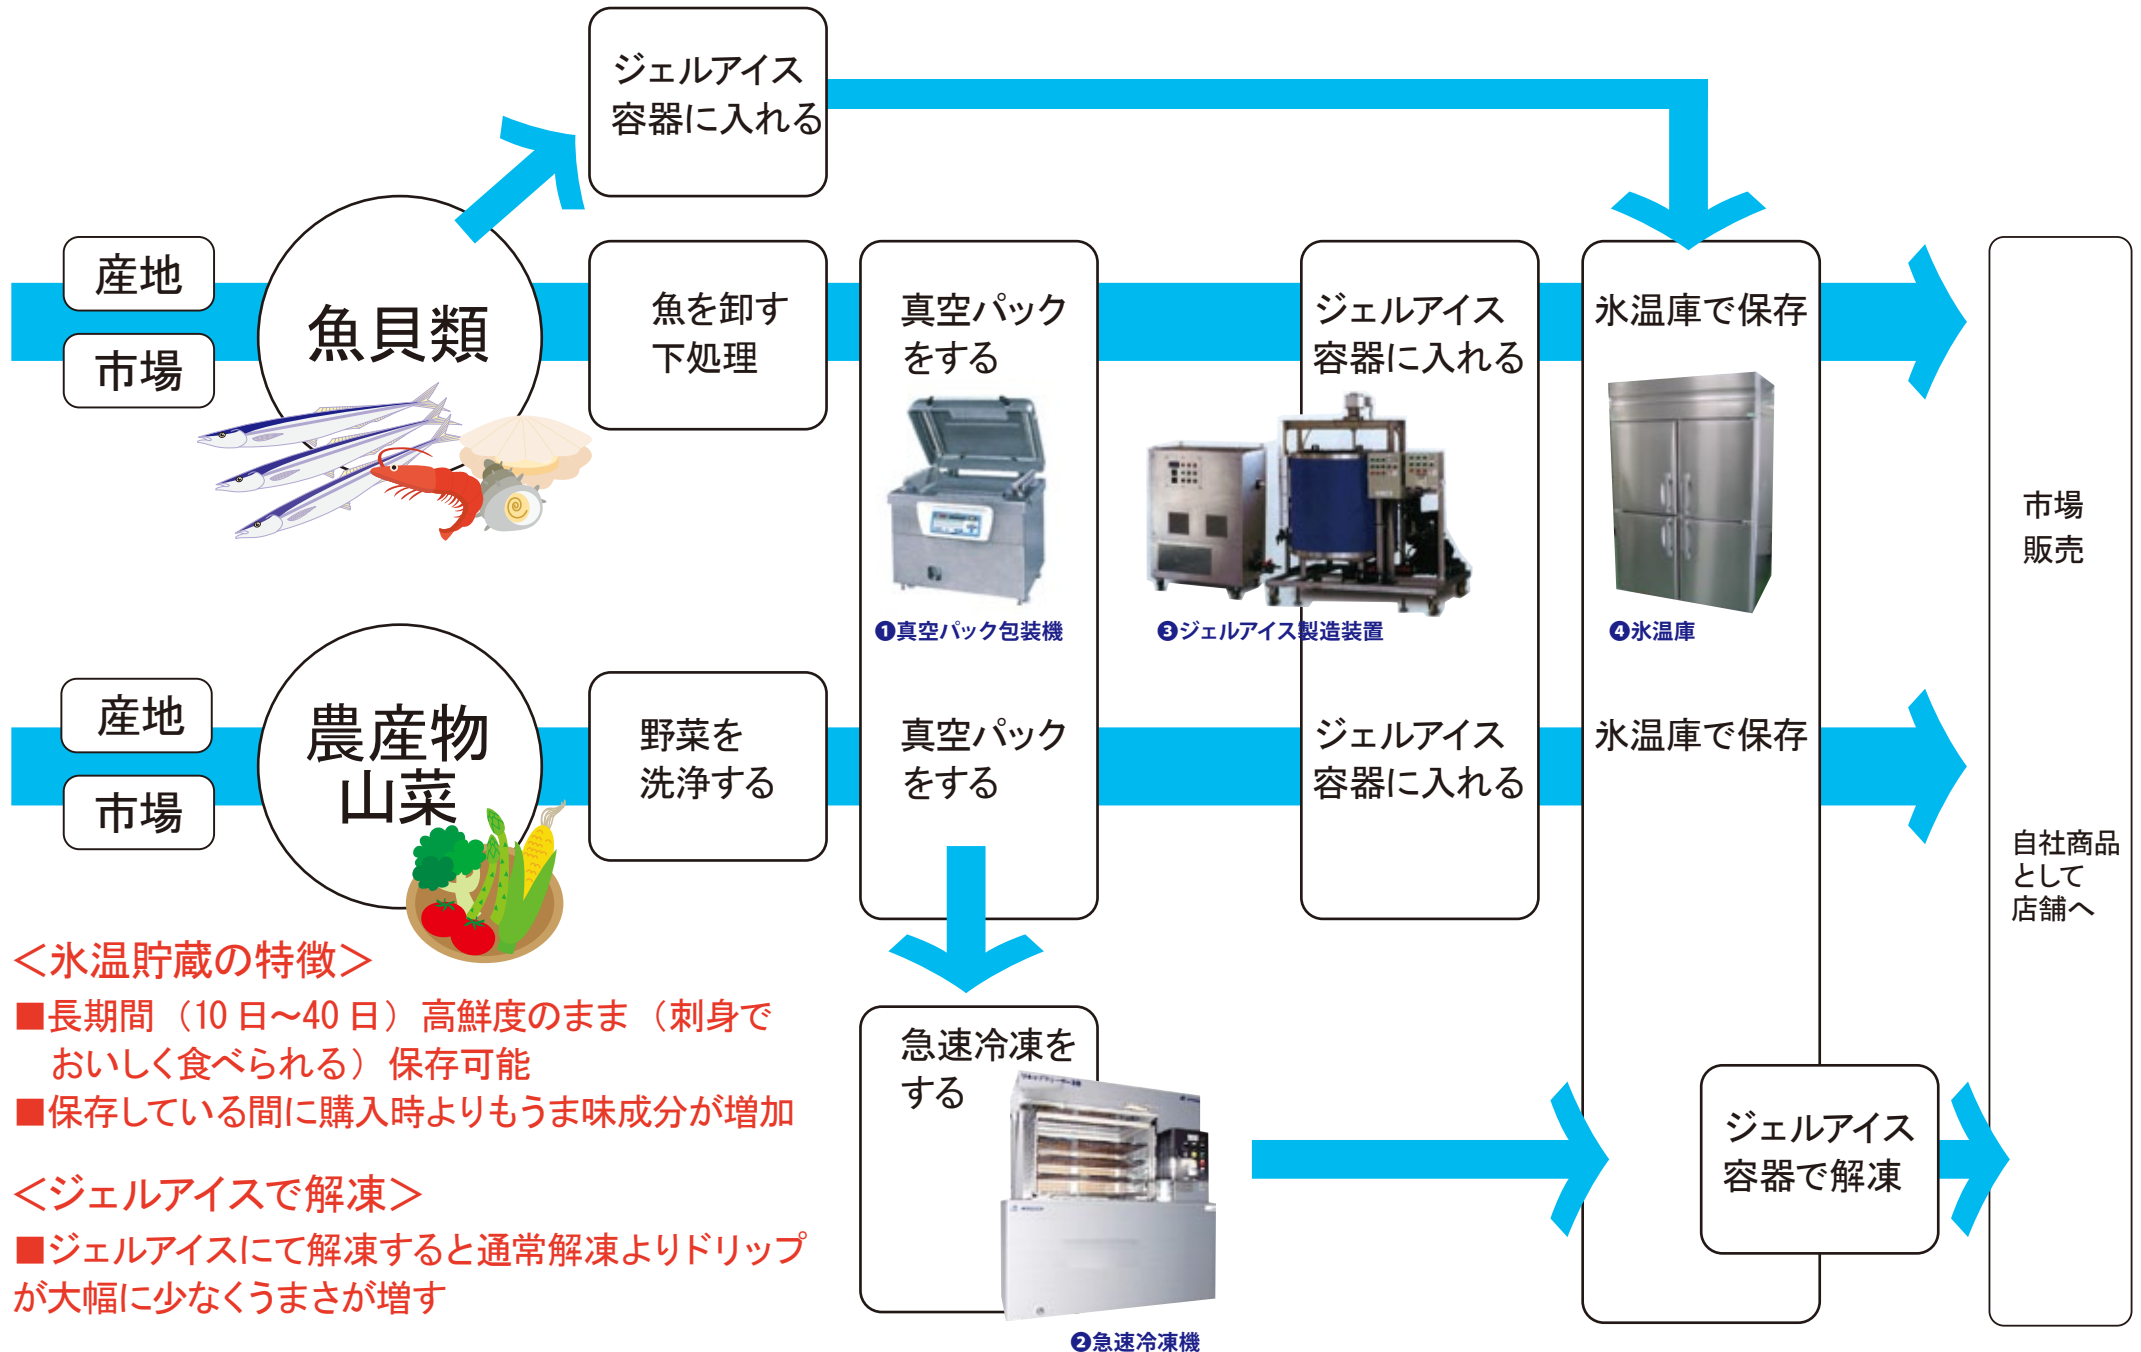 ジェルアイス
容器に入れる
産地
市場
魚貝類
魚を卸す
下処理
真空パック
をする
ジェルアイス
容器に入れる
氷温庫で保存
❶真空パック包装機
❸ジェルアイス製造装置
❹氷温庫
市場
販売
産地
市場
農産物
山菜
野菜を
洗浄する
真空パック
をする
ジェルアイス
容器に入れる
氷温庫で保存
自社商品
として
店舗へ
急速冷凍を
する
❷急速冷凍機
ジェルアイス
容器で解凍
＜氷温貯蔵の特徴＞
■長期間（10日〜40日）高鮮度のまま（刺身で
おいしく食べられる）保存可能
■保存している間に購入時よりもうま味成分が増加
＜ジェルアイスで解凍＞
■ジェルアイスにて解凍すると通常解凍よりドリップ
が大幅に少なくうまさが増す